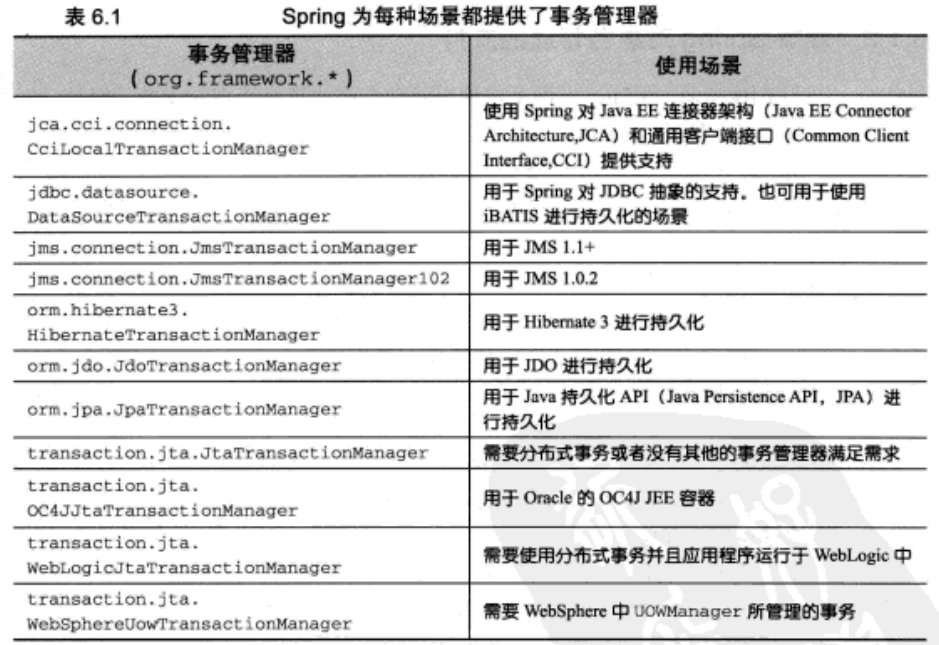 表 6.1 Spring 为每种场景都提供了事务管理器
事务管理器
( org.framework.* )
使用场景
jca.cci.connection.
CciLocalTransactionManager
使用 Spring 对 Java EE 连接器架构（Java EE Connector
Architecture,JCA）和通用客户端接口（Common Client
Interface,CCI）提供支持
jdbc.datasource.
DataSourceTransactionManager
用于 Spring 对 JDBC 抽象的支持。也可用于使用
iBATIS 进行持久化的场景
jms.connection.JmsTransactionManager
用于 JMS 1.1+
jms.connection.JmsTransactionManager102
用于 JMS 1.0.2
orm.hibernate3.
HibernateTransactionManager
用于 Hibernate 3 进行持久化
orm.jdo.JdoTransactionManager
用于 JDO 进行持久化
orm.jpa.JpaTransactionManager
用于 Java 持久化 API（Java Persistence API，JPA）进
行持久化
transaction.jta.JtaTransactionManager
需要分布式事务或者没有其他的事务管理器满足需求
transaction.jta.
OC4JJtaTransactionManager
用于 Oracle 的 OC4J JEE 容器
transaction.jta.
WebLogicJtaTransactionManager
需要使用分布式事务并且应用程序运行于 WebLogic 中
transaction.jta.
WebSphereUowTransactionManager
需要 WebSphere 中 UOWManager 所管理的事务